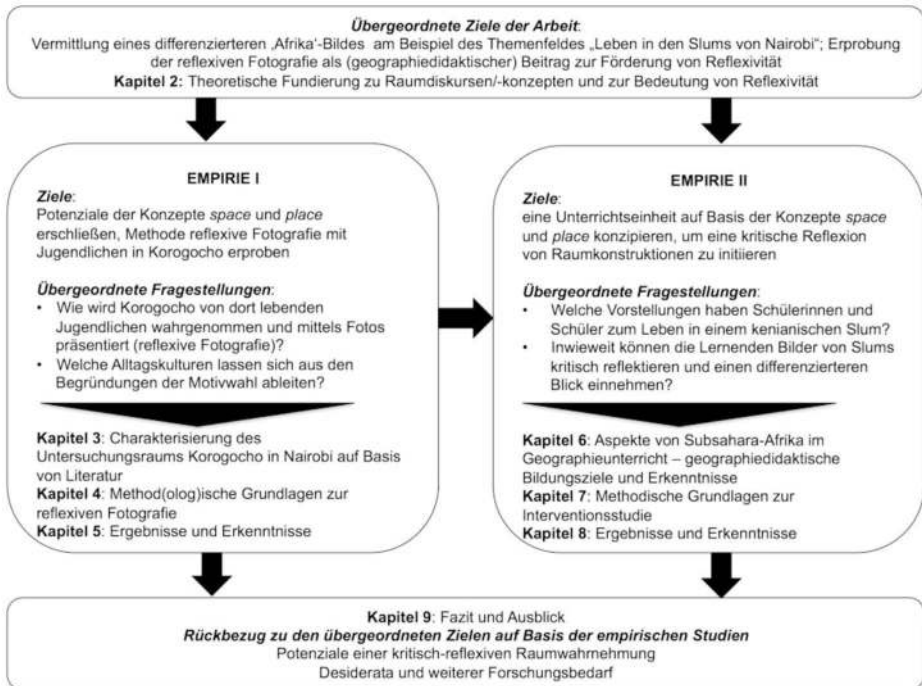 Übergeordnete Ziele der Arbeit:
Vermittlung eines differenzierteren ‚Afrika‘-Bildes am Beispiel des Themenfeldes „Leben in den Slums von Nairobi“; Erprobung
der reflexiven Fotografie als (geographiedidaktischer) Beitrag zur Förderung von Reflexivität
Kapitel 2: Theoretische Fundierung zu Raumdiskursen/-konzepten und zur Bedeutung von Reflexivität
EMPIRIE I
Ziele:
Potenziale der Konzepte space und place
erschließen, Methode reflexive Fotografie mit
Jugendlichen in Korogocho erproben
Übergeordnete Fragestellungen:
• Wie wird Korogocho von dort lebenden
Jugendlichen wahrgenommen und mittels Fotos
präsentiert (reflexive Fotografie)?
• Welche Alltagskulturen lassen sich aus den
Begründungen der Motivwahl ableiten?
Kapitel 3: Charakterisierung des
Untersuchungsraums Korogocho in Nairobi auf Basis
von Literatur
Kapitel 4: Method(olog)ische Grundlagen zur
reflexiven Fotografie
Kapitel 5: Ergebnisse und Erkenntnisse
EMPIRIE II
Ziele:
eine Unterrichtseinheit auf Basis der Konzepte space
und place konzipieren, um eine kritische Reflexion
von Raumkonstruktionen zu initiieren
Übergeordnete Fragestellungen:
• Welche Vorstellungen haben Schülerinnen und
Schüler zum Leben in einem kenianischen Slum?
• Inwieweit können die Lernenden Bilder von Slums
kritisch reflektieren und einen differenzierteren
Blick einnehmen?
Kapitel 6: Aspekte von Subsahara-Afrika im
Geographieunterricht – geographiedidaktische
Bildungsziele und Erkenntnisse
Kapitel 7: Methodische Grundlagen zur
Interventionsstudie
Kapitel 8: Ergebnisse und Erkenntnisse
Kapitel 9: Fazit und Ausblick
Rückbezug zu den übergeordneten Zielen auf Basis der empirischen Studien
Potenziale einer kritisch-reflexiven Raumwahrnehmung
Desiderata und weiterer Forschungsbedarf